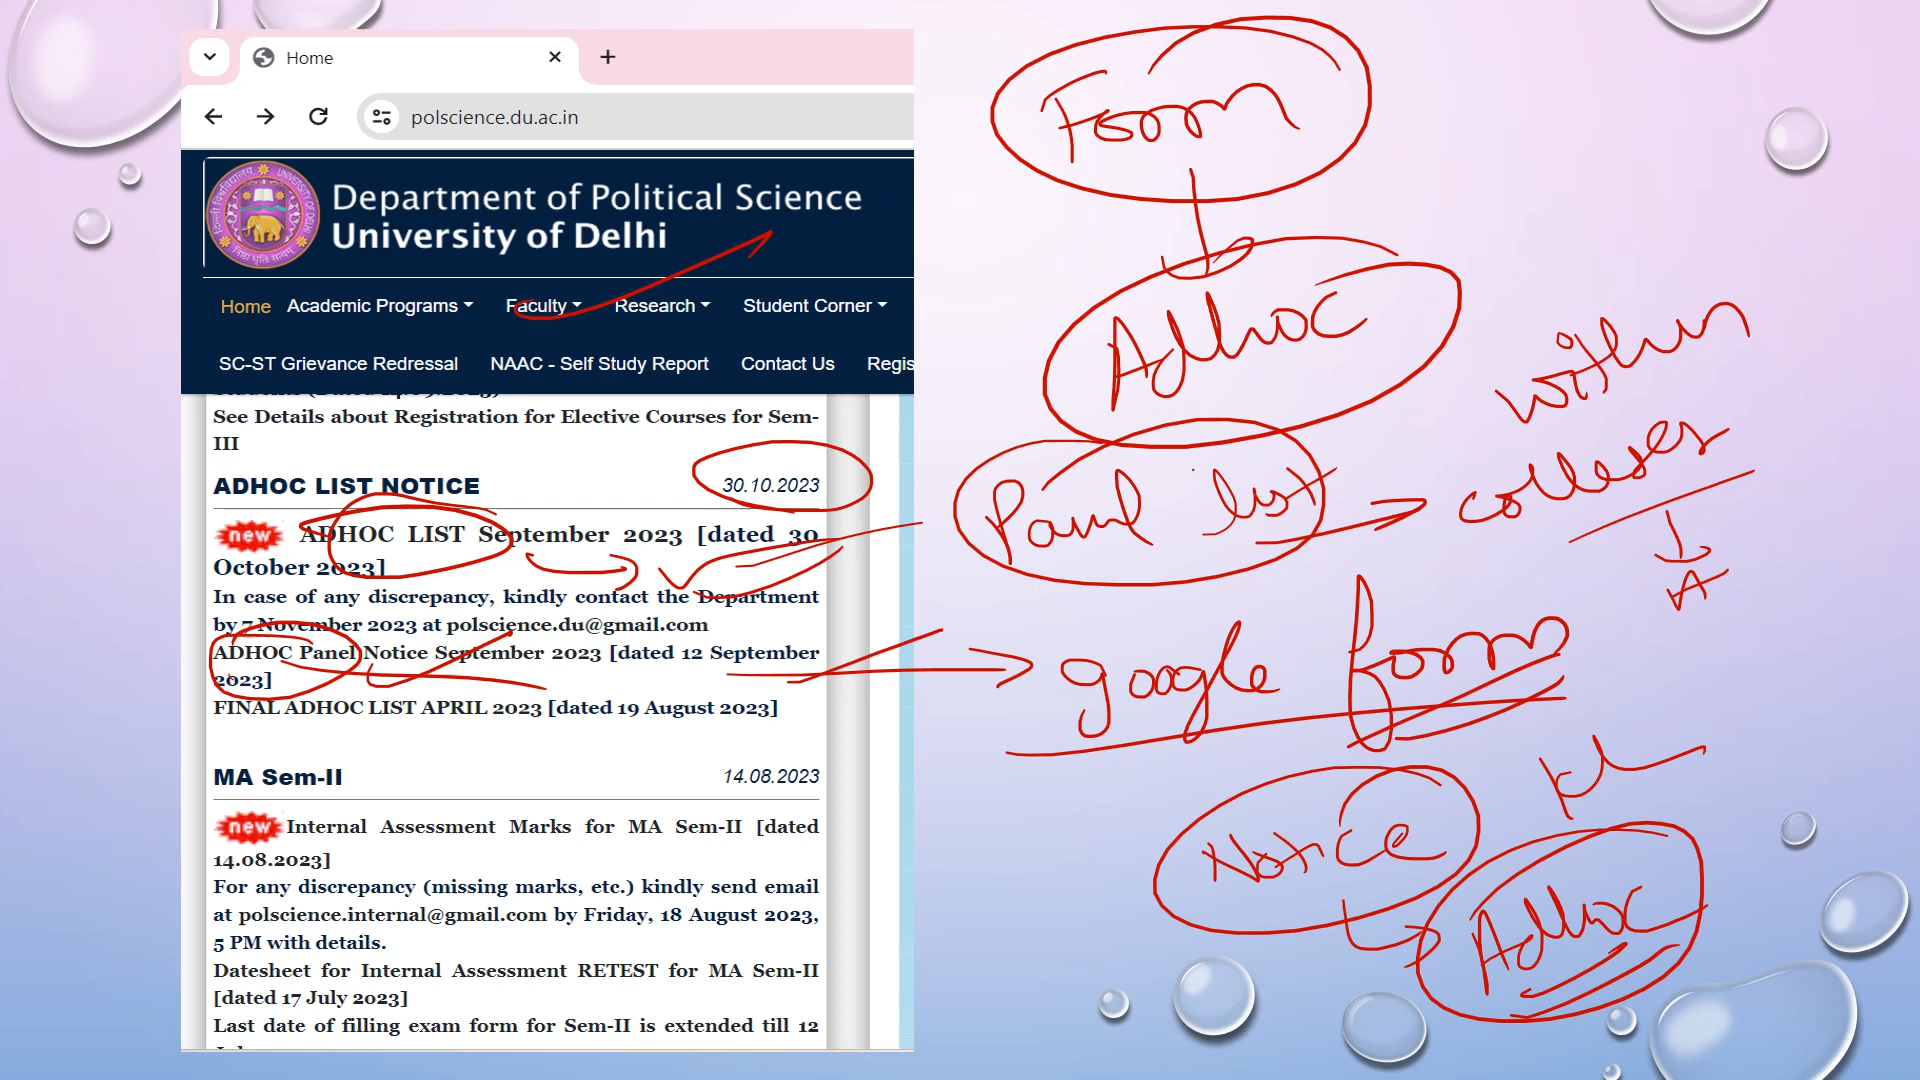 Home
polscience.du.ac.in
Department of Political Science
University of Delhi
Home Academic Programs Faculty Research Student Corner
SC-ST Grievance Redressal NAAC - Self Study Report Contact Us Regis
See Details about Registration for Elective Courses for Sem-
III
ADHOC LIST NOTICE 30.10.2023
new ADHOC LIST September 2023 [dated 30
October 2023]
In case of any discrepancy, kindly contact the Department
by 7 November 2023 at polscience.du@gmail.com
ADHOC Panel Notice September 2023 [dated 12 September
2023]
FINAL ADHOC LIST APRIL 2023 [dated 19 August 2023]
MA Sem-II 14.08.2023
new Internal Assessment Marks for MA Sem-II [dated
14.08.2023]
For any discrepancy (missing marks, etc.) kindly send email
at polscience.internal@gmail.com by Friday, 18 August 2023,
5 PM with details.
Datesheet for Internal Assessment RETEST for MA Sem-II
[dated 17 July 2023]
Last date of filling exam form for Sem-II is extended till 12
Form
Adhoc
Panel list
within
colleges
A
google form
Notice
Adhoc